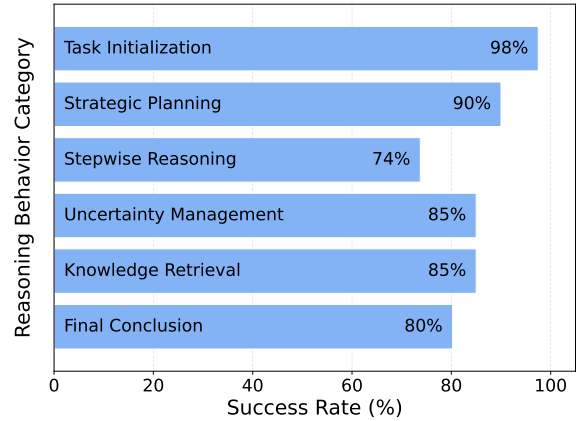 Reasoning Behavior Category
Task Initialization 98%
Strategic Planning 90%
Stepwise Reasoning 74%
Uncertainty Management 85%
Knowledge Retrieval 85%
Final Conclusion 80%
0 20 40 60 80 100
Success Rate (%)